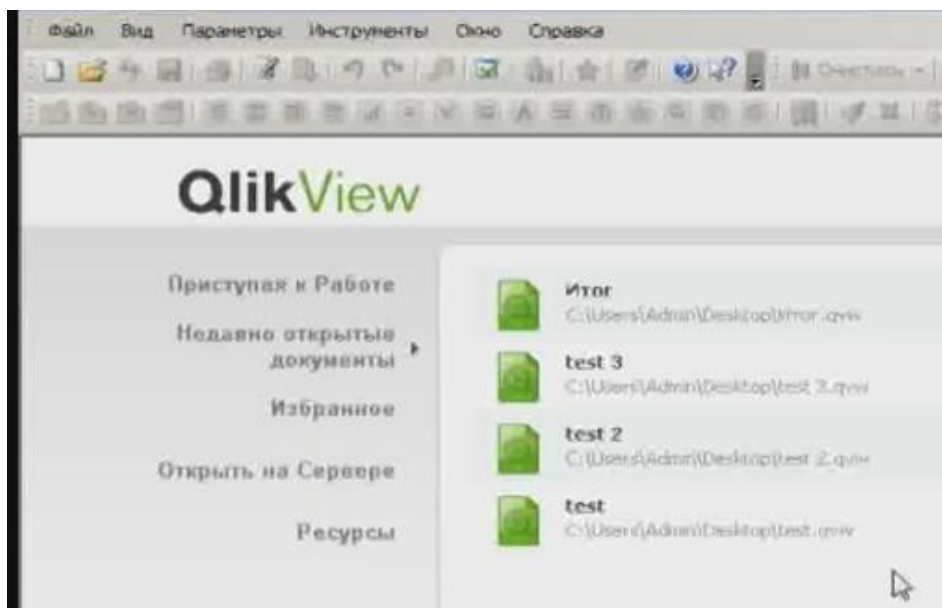 Файл Вид Параметры Инструменты Окно Справка
Очистить
QlikView
Приступая к Работе
Недавно открытые
документы
Избранное
Открыть на Сервере
Ресурсы
Итог
C:\Users\Admin\Desktop\Итог.qvw
test 3
C:\Users\Admin\Desktop\test 3.qvw
test 2
C:\Users\Admin\Desktop\test 2.qvw
test
C:\Users\Admin\Desktop\test.qvw